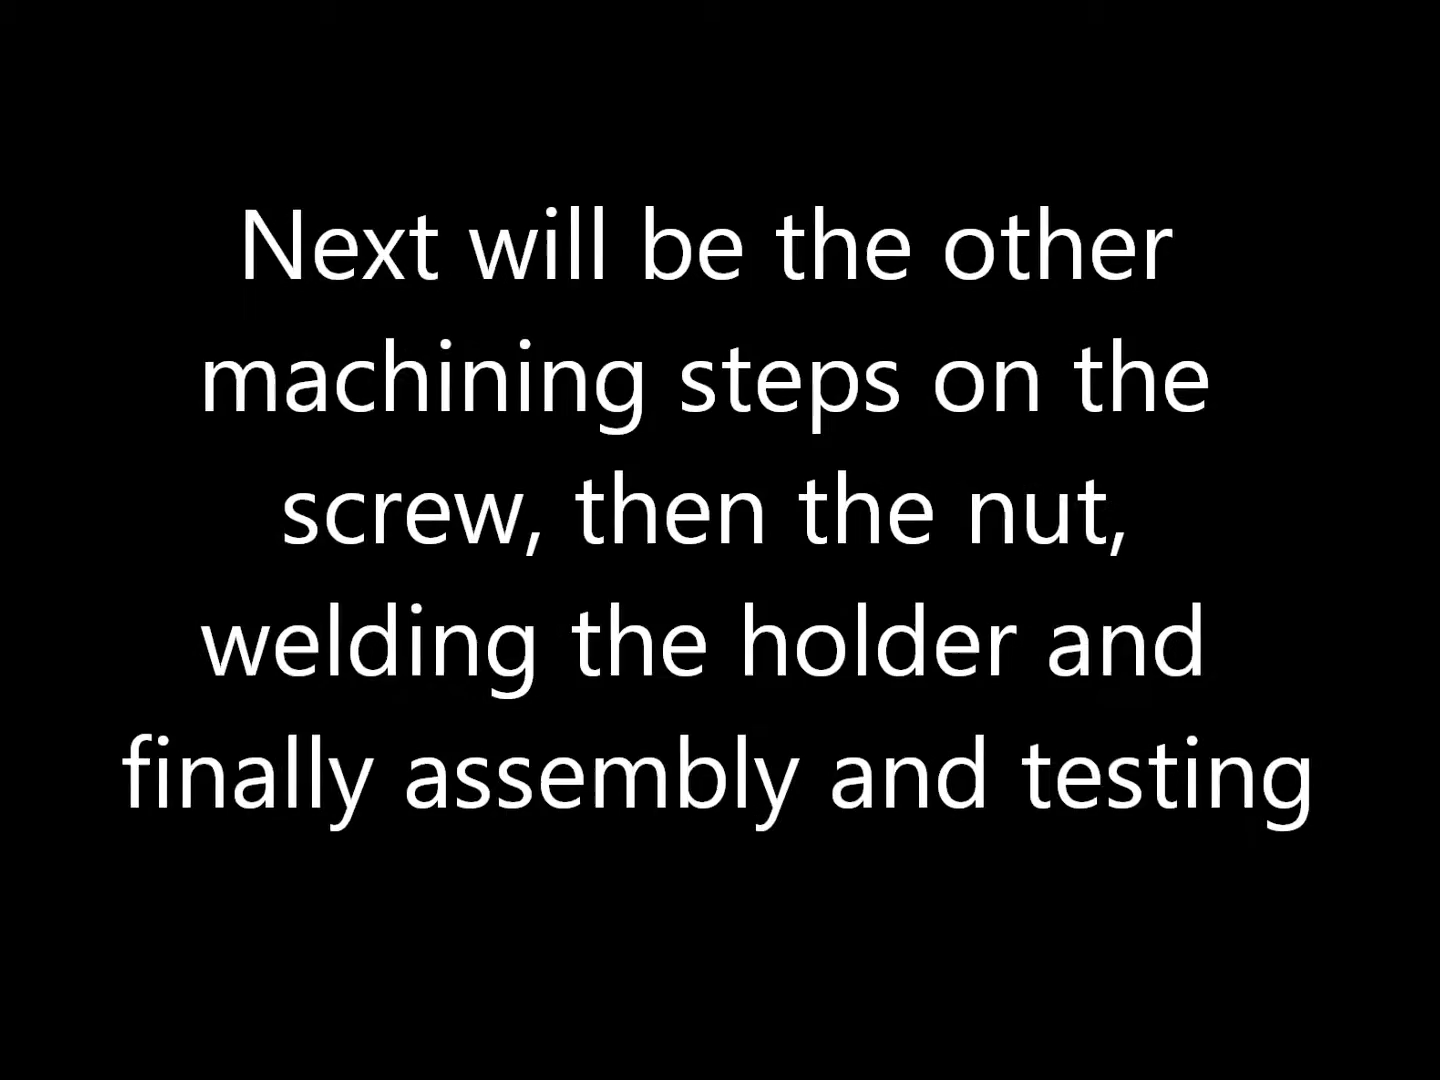 Next will be the other
machining steps on the
screw, then the nut,
welding the holder and
finally assembly and testing